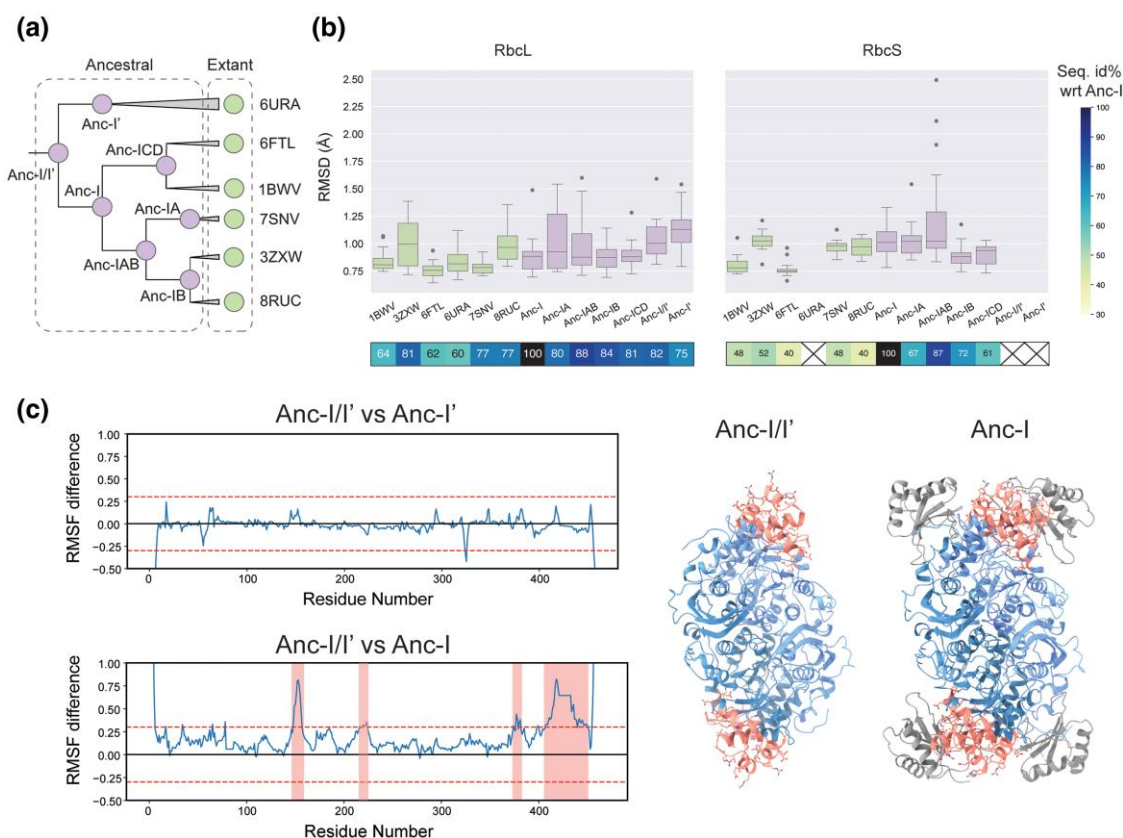 (a)
Ancestral
Extant
6URA
Anc-I'
6FTL
Anc-ICD
Anc-I/I'
1BWV
Anc-I
Anc-IA
7SNV
Anc-IAB
3ZXW
Anc-IB
8RUC
(b)
RbcL
RbcS
Seq. id%
wrt Anc-I
RMSD (Å)
2.50
2.25
2.00
1.75
1.50
1.25
1.00
0.75
100
90
80
70
60
50
40
30
1BWV 3ZXW 6FTL 6URA 7SNV 8RUC Anc-I Anc-IA Anc-IAB Anc-IB Anc-ICD Anc-I/I' Anc-I'
1BWV 3ZXW 6FTL 6URA 7SNV 8RUC Anc-I Anc-IA Anc-IAB Anc-IB Anc-ICD Anc-I/I' Anc-I'
64 81 62 60 77 77 100 80 88 84 81 82 75
48 52 40 48 40 100 67 87 72 61
(c)
Anc-I/I' vs Anc-I'
RMSF difference
1.00
0.75
0.50
0.25
0.00
−0.25
−0.50
0 100 200 300 400
Residue Number
Anc-I/I' vs Anc-I
RMSF difference
1.00
0.75
0.50
0.25
0.00
−0.25
−0.50
0 100 200 300 400
Residue Number
Anc-I/I'
Anc-I